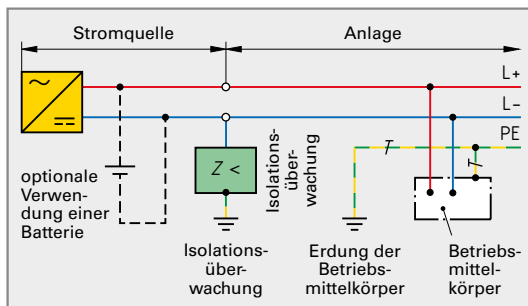 Stromquelle
Anlage
L+
L−
PE
Z <
Isolations-
über-
wachung
optionale
Verwen-
dung einer
Batterie
Isolations-
über-
wachung
Erdung der
Betriebs-
mittelkörper
Betriebs-
mittel-
körper